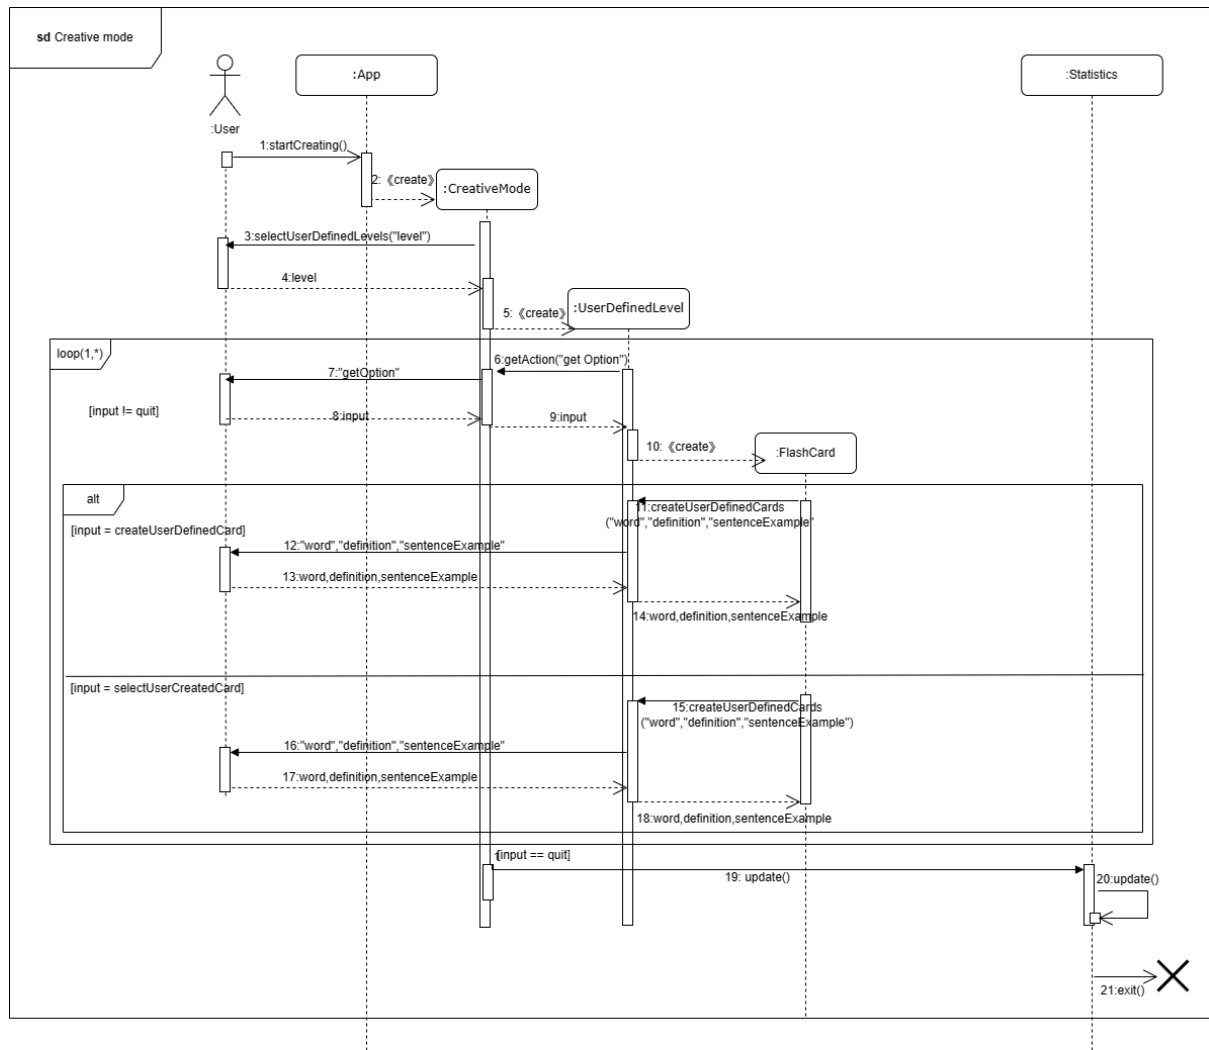 sd Creative mode
:App
:Statistics
:User
1:startCreating()
2:《create》
:CreativeMode
3:selectUserDefinedLevels("level")
4:level
5:《create》
:UserDefinedLevel
loop(1,*)
6:getAction("get Option")
7:"getOption"
[input != quit]
8:input
9:input
10:《create》
:FlashCard
alt
[input = createUserDefinedCard]
11:createUserDefinedCards
("word","definition","sentenceExample"
12:"word","definition","sentenceExample"
13:word,definition,sentenceExample
14:word,definition,sentenceExample
[input = selectUserCreatedCard]
15:createUserDefinedCards
("word","definition","sentenceExample")
16:"word","definition","sentenceExample"
17:word,definition,sentenceExample
18:word,definition,sentenceExample
[input == quit]
19: update()
20:update()
21:exit()